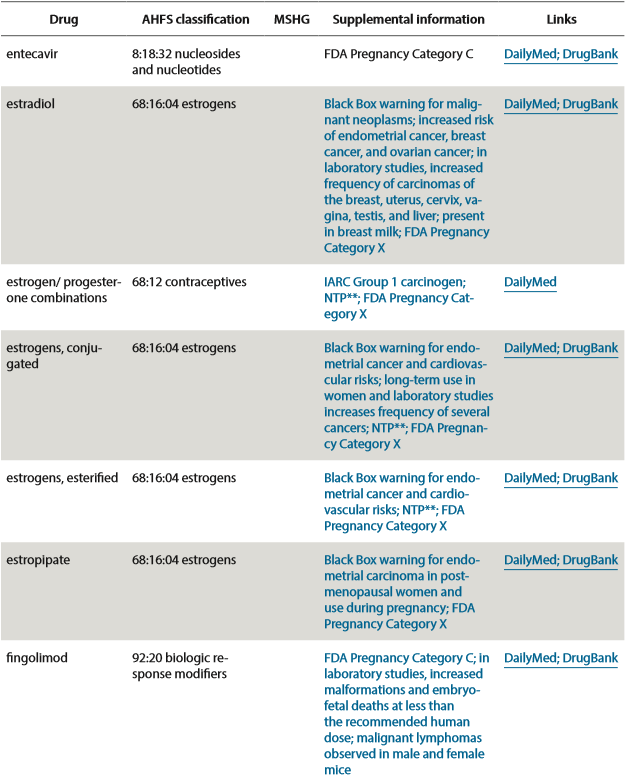 Drug AHFS classification MSHG Supplemental information Links
entecavir 8:18:32 nucleosides FDA Pregnancy Category C DailyMed; DrugBank
and nucleotides
estradiol 68:16:04 estrogens Black Box warning for malig- DailyMed; DrugBank
nant neoplasms; increased risk
of endometrial cancer, breast
cancer, and ovarian cancer; in
laboratory studies, increased
frequency of carcinomas of
the breast, uterus, cervix, va-
gina, testis, and liver; present
in breast milk; FDA Pregnancy
Category X
estrogen/ progester- 68:12 contraceptives IARC Group 1 carcinogen; DailyMed
one combinations NTP**; FDA Pregnancy Cat-
egory X
estrogens, conju- 68:16:04 estrogens Black Box warning for endo- DailyMed; DrugBank
gated metrial cancer and cardiovas-
cular risks; long-term use in
women and laboratory studies
increases frequency of several
cancers; NTP**; FDA Pregnan-
cy Category X
estrogens, esterified 68:16:04 estrogens Black Box warning for endo- DailyMed; DrugBank
metrial cancer and cardio-
vascular risks; NTP**; FDA
Pregnancy Category X
estropipate 68:16:04 estrogens Black Box warning for endo- DailyMed; DrugBank
metrial carcinoma in post-
menopausal women and
use during pregnancy; FDA
Pregnancy Category X
fingolimod 92:20 biologic re- FDA Pregnancy Category C; in DailyMed; DrugBank
sponse modifiers laboratory studies, increased
malformations and embryo-
fetal deaths at less than
the recommended human
dose; malignant lymphomas
observed in male and female
mice